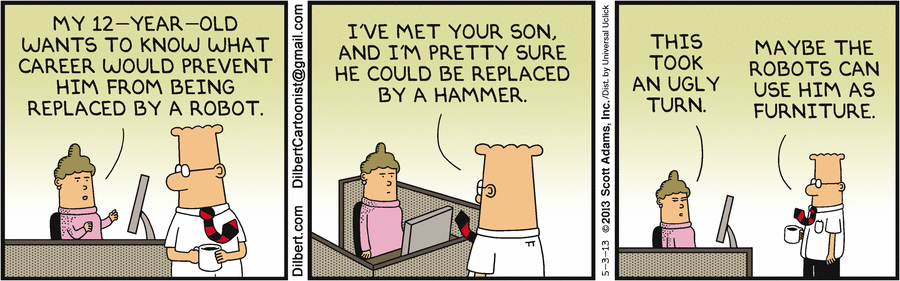 MY 12-YEAR-OLD
WANTS TO KNOW WHAT
CAREER WOULD PREVENT
HIM FROM BEING
REPLACED BY A ROBOT.
Dilbert.com DilbertCartoonist@gmail.com
I'VE MET YOUR SON,
AND I'M PRETTY SURE
HE COULD BE REPLACED
BY A HAMMER.
5-3-13 ©2013 Scott Adams, Inc./Dist. by Universal Uclick
THIS
TOOK
AN UGLY
TURN.
MAYBE THE
ROBOTS CAN
USE HIM AS
FURNITURE.